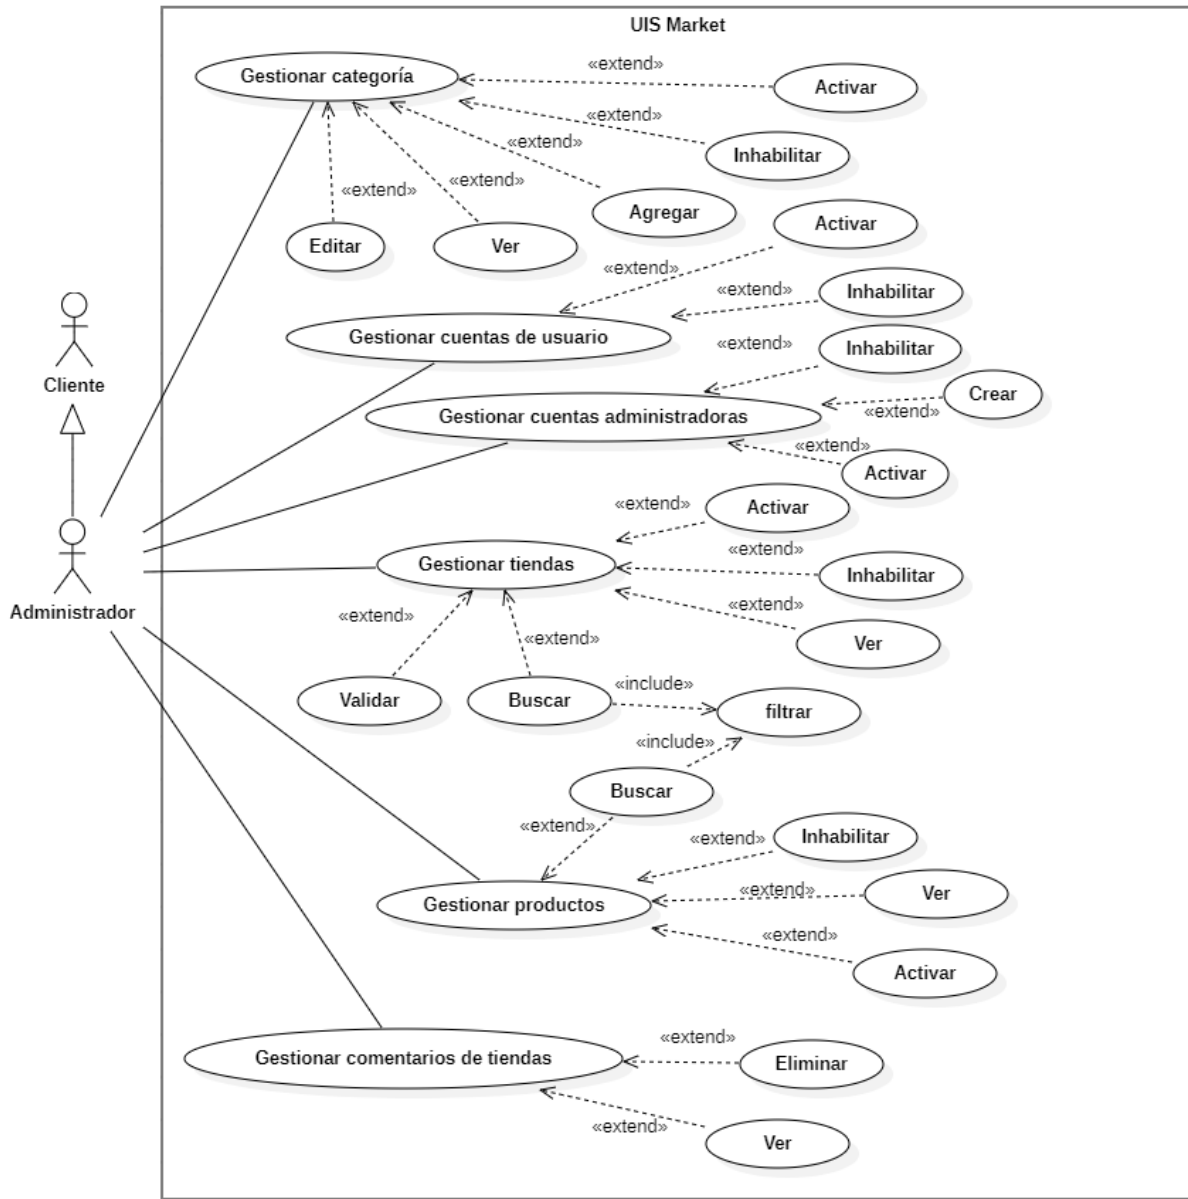 UIS Market
Gestionar categoría
«extend»
Activar
«extend»
Inhabilitar
«extend»
Agregar
«extend»
Editar
«extend»
Ver
Activar
«extend»
Inhabilitar
«extend»
Gestionar cuentas de usuario
Inhabilitar
«extend»
Cliente
Crear
«extend»
Gestionar cuentas administradoras
«extend»
Activar
«extend»
Activar
Gestionar tiendas
«extend»
Inhabilitar
«extend»
Ver
Administrador
«extend»
Validar
«extend»
Buscar
«include»
filtrar
«include»
Buscar
«extend»
Inhabilitar
«extend»
Gestionar productos
«extend»
Ver
«extend»
Activar
Gestionar comentarios de tiendas
«extend»
Eliminar
«extend»
Ver